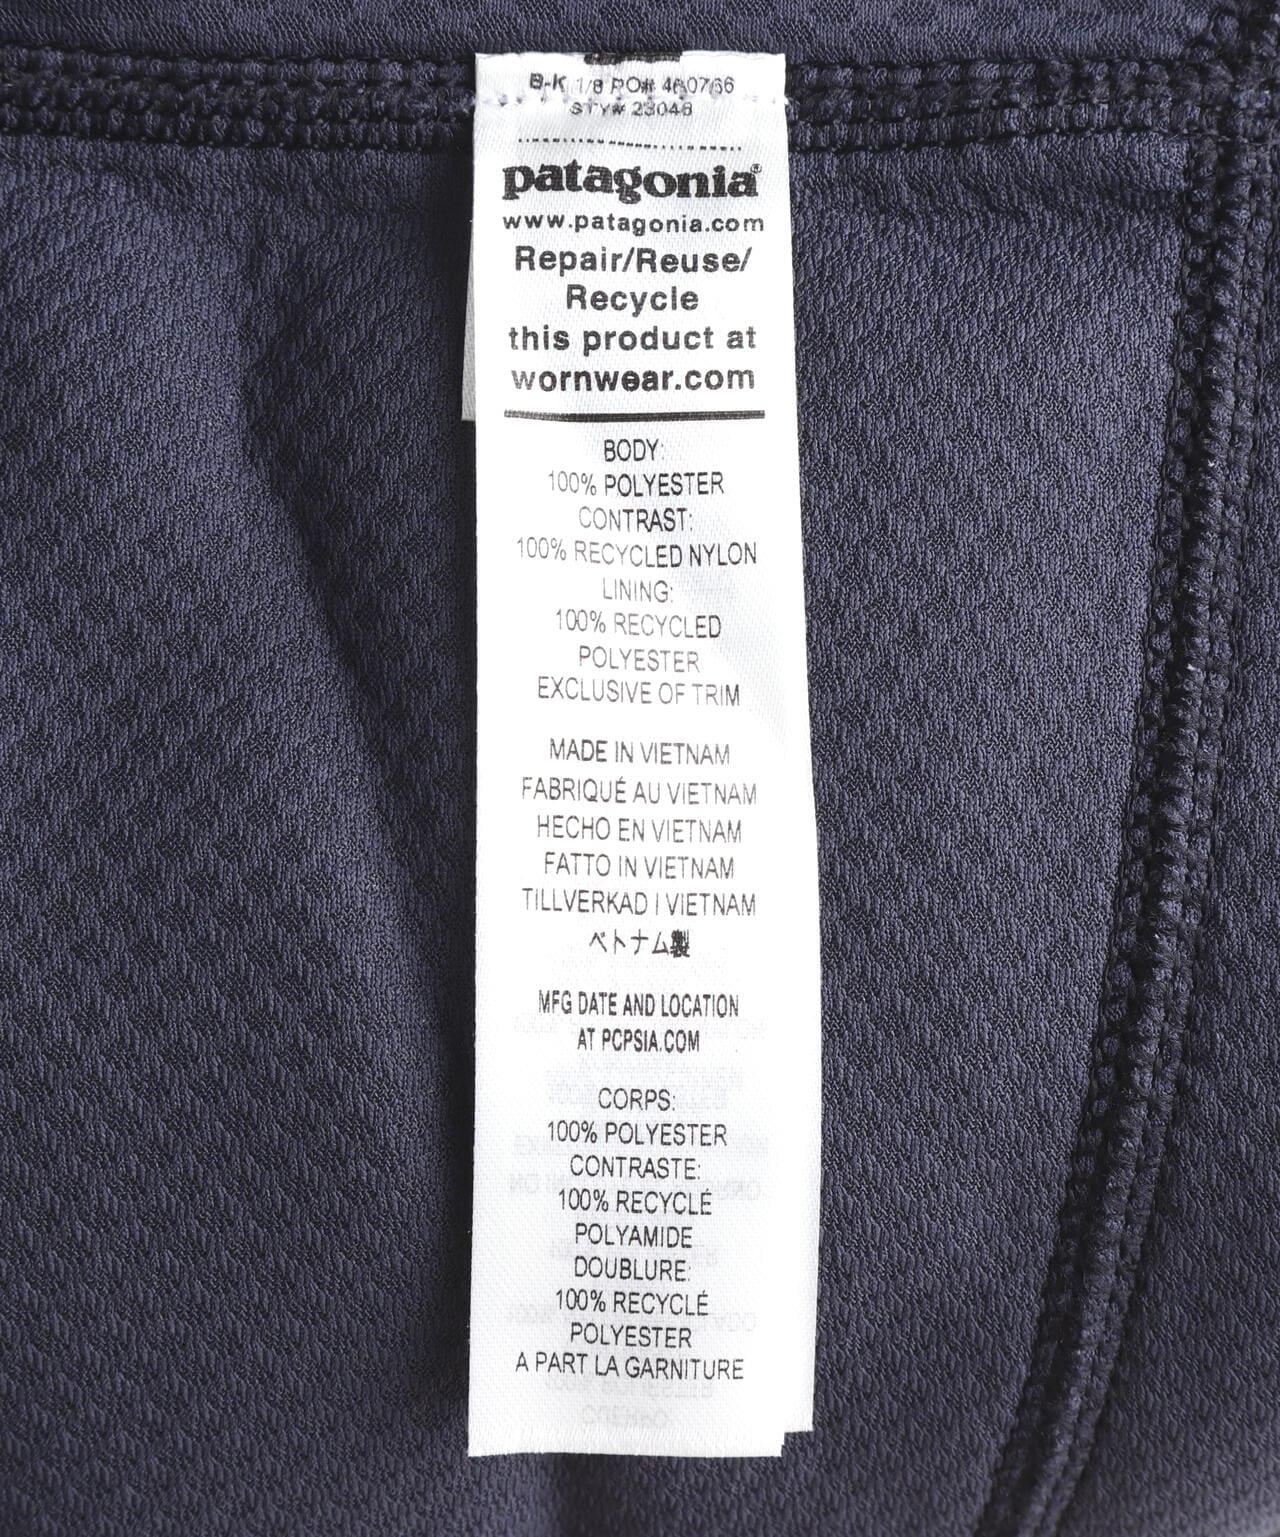 B-K 1/8 PO# 460766
STY# 23046
patagonia®
www.patagonia.com
Repair/Reuse/
Recycle
this product at
wornwear.com
BODY:
100% POLYESTER
CONTRAST:
100% RECYCLED NYLON
LINING:
100% RECYCLED
POLYESTER
EXCLUSIVE OF TRIM
MADE IN VIETNAM
FABRIQUÉ AU VIETNAM
HECHO EN VIETNAM
FATTO IN VIETNAM
TILLVERKAD I VIETNAM
ベトナム製
MFG DATE AND LOCATION
AT PCPSIA.COM
CORPS:
100% POLYESTER
CONTRASTE:
100% RECYCLÉ
POLYAMIDE
DOUBLURE:
100% RECYCLÉ
POLYESTER
A PART LA GARNITURE